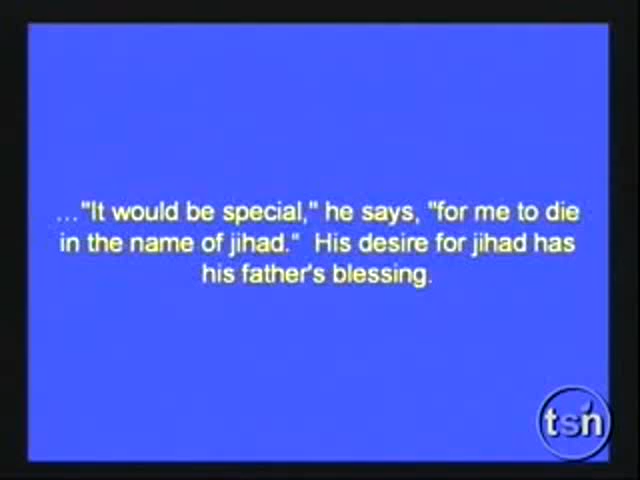 ..."It would be special," he says, "for me to die
in the name of jihad."  His desire for jihad has
his father's blessing.
tsn